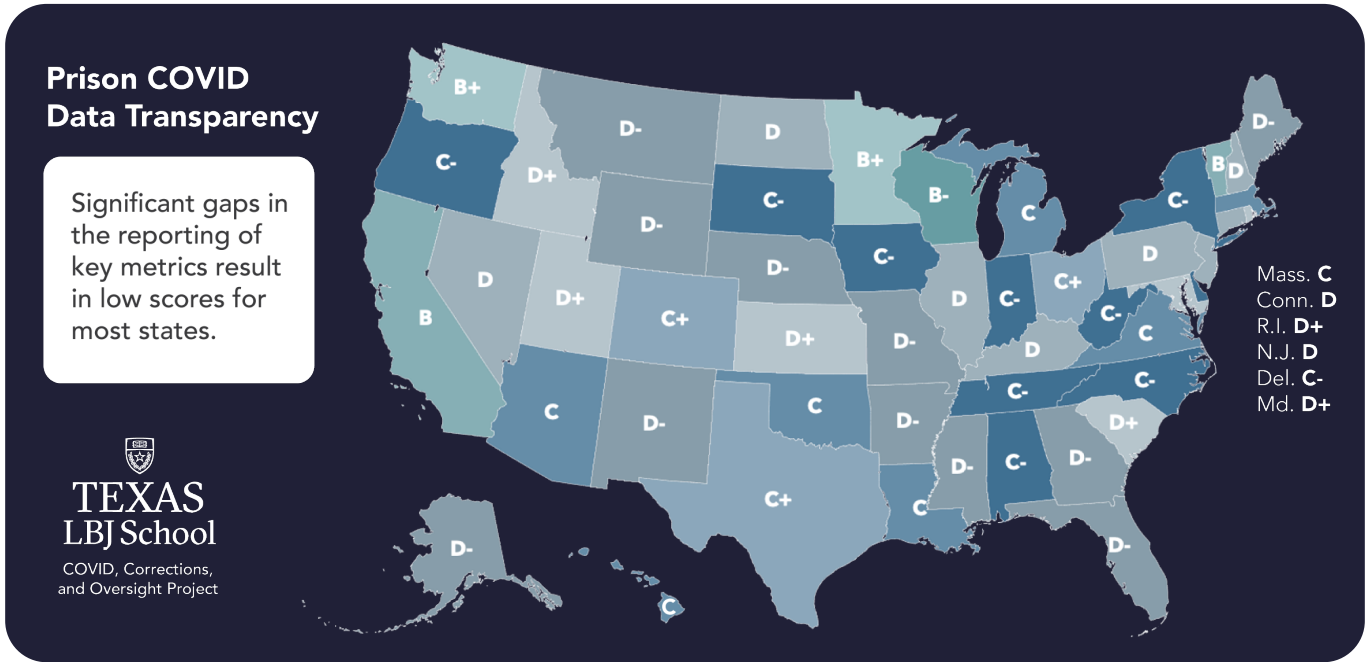 Prison COVID
Data Transparency
Significant gaps in
the reporting of
key metrics result
in low scores for
most states.
TEXAS
LBJ School
COVID, Corrections,
and Oversight Project
B+
C-
D+
D-
D
B+
B-
C
C-
B
D
D-
D-
C-
D-
C-
D
C-
C+
D
C-
C
B
D
D+
C+
D+
D-
D
C-
C-
D+
C
D-
C
D-
C+
C
D-
C-
D-
D-
D-
C
Mass. C
Conn. D
R.I. D+
N.J. D
Del. C-
Md. D+